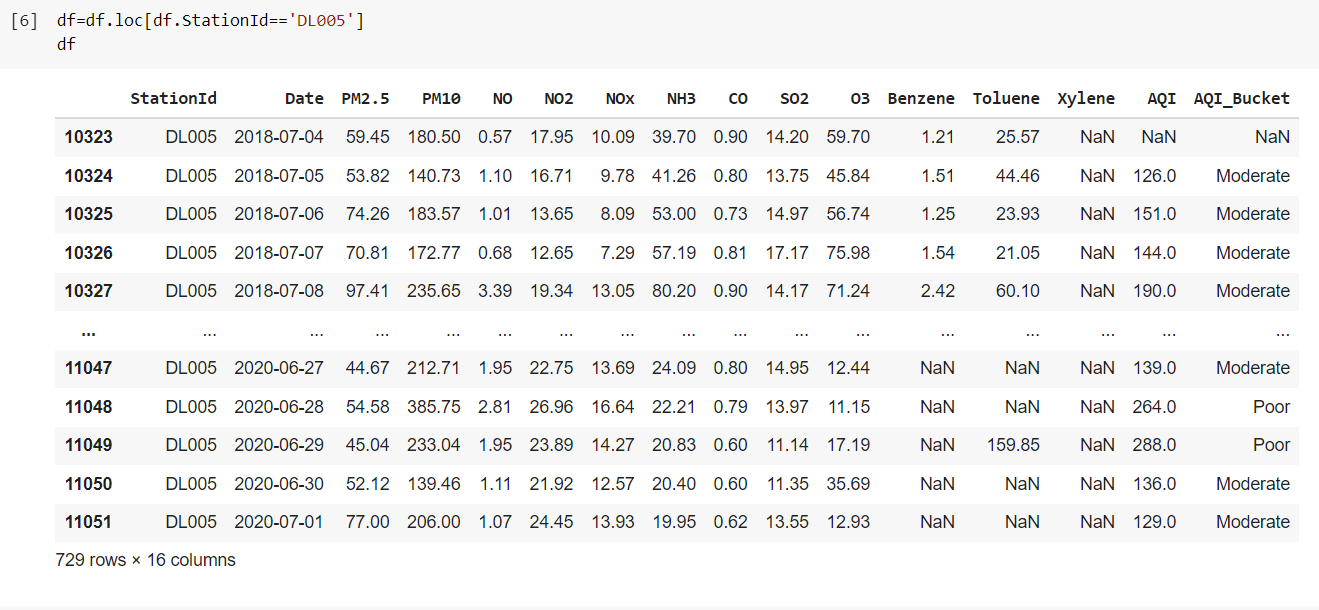 [6] df=df.loc[df.StationId=='DL005']
df
StationId Date PM2.5 PM10 NO NO2 NOx NH3 CO SO2 O3 Benzene Toluene Xylene AQI AQI_Bucket
10323 DL005 2018-07-04 59.45 180.50 0.57 17.95 10.09 39.70 0.90 14.20 59.70 1.21 25.57 NaN NaN NaN
10324 DL005 2018-07-05 53.82 140.73 1.10 16.71 9.78 41.26 0.80 13.75 45.84 1.51 44.46 NaN 126.0 Moderate
10325 DL005 2018-07-06 74.26 183.57 1.01 13.65 8.09 53.00 0.73 14.97 56.74 1.25 23.93 NaN 151.0 Moderate
10326 DL005 2018-07-07 70.81 172.77 0.68 12.65 7.29 57.19 0.81 17.17 75.98 1.54 21.05 NaN 144.0 Moderate
10327 DL005 2018-07-08 97.41 235.65 3.39 19.34 13.05 80.20 0.90 14.17 71.24 2.42 60.10 NaN 190.0 Moderate
... ... ... ... ... ... ... ... ... ... ... ... ... ... ... ... ...
11047 DL005 2020-06-27 44.67 212.71 1.95 22.75 13.69 24.09 0.80 14.95 12.44 NaN NaN NaN 139.0 Moderate
11048 DL005 2020-06-28 54.58 385.75 2.81 26.96 16.64 22.21 0.79 13.97 11.15 NaN NaN NaN 264.0 Poor
11049 DL005 2020-06-29 45.04 233.04 1.95 23.89 14.27 20.83 0.60 11.14 17.19 NaN 159.85 NaN 288.0 Poor
11050 DL005 2020-06-30 52.12 139.46 1.11 21.92 12.57 20.40 0.60 11.35 35.69 NaN NaN NaN 136.0 Moderate
11051 DL005 2020-07-01 77.00 206.00 1.07 24.45 13.93 19.95 0.62 13.55 12.93 NaN NaN NaN 129.0 Moderate
729 rows × 16 columns